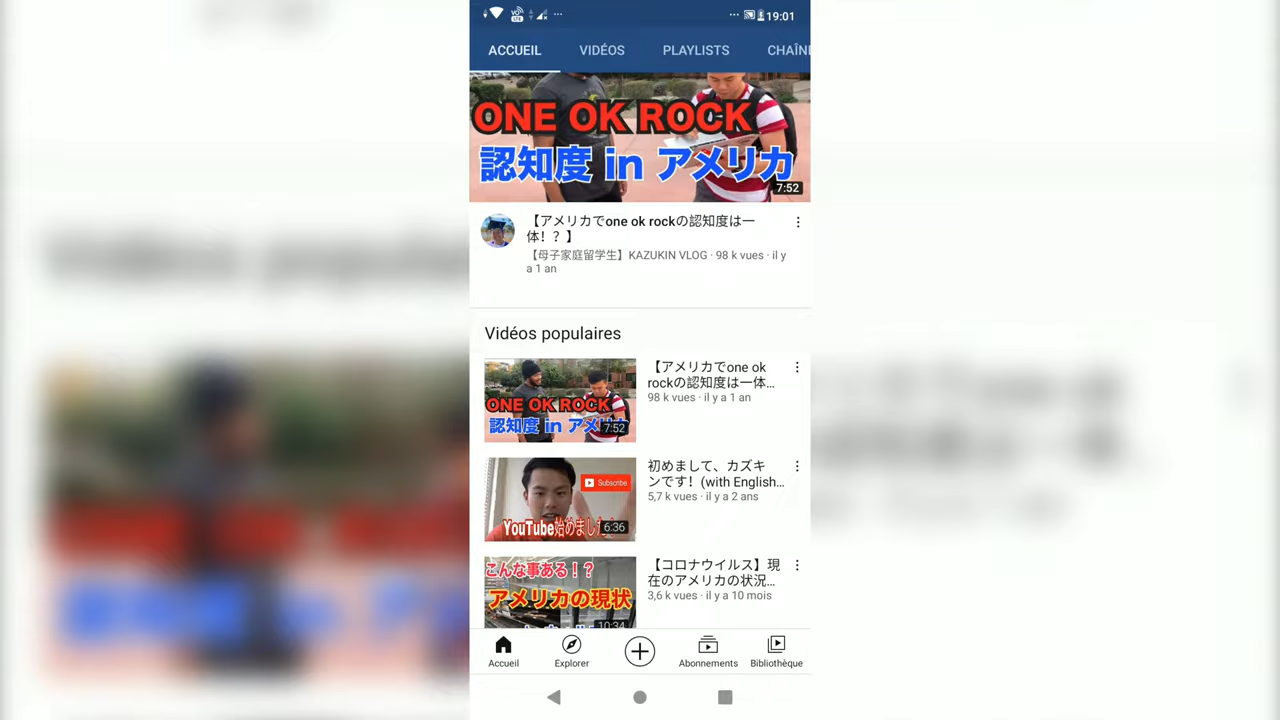 19:01
ACCUEIL VIDÉOS PLAYLISTS CHAÎN
ONE OK ROCK
認知度 in アメリカ
7:52
【アメリカでone ok rockの認知度は一
体！？】
【母子家庭留学生】KAZUKIN VLOG · 98 k vues · il y
a 1 an
Vidéos populaires
ONE OK ROCK
認知度 in アメリカ
7:52
【アメリカでone ok
rockの認知度は一体...
98 k vues · il y a 1 an
Subscribe
YouTube始めました
6:36
初めまして、カズキ
ンです！(with English...
5,7 k vues · il y a 2 ans
こんな事ある！？
アメリカの現状
10:34
【コロナウイルス】現
在のアメリカの状況...
3,6 k vues · il y a 10 mois
Accueil Explorer Abonnements Bibliothèque